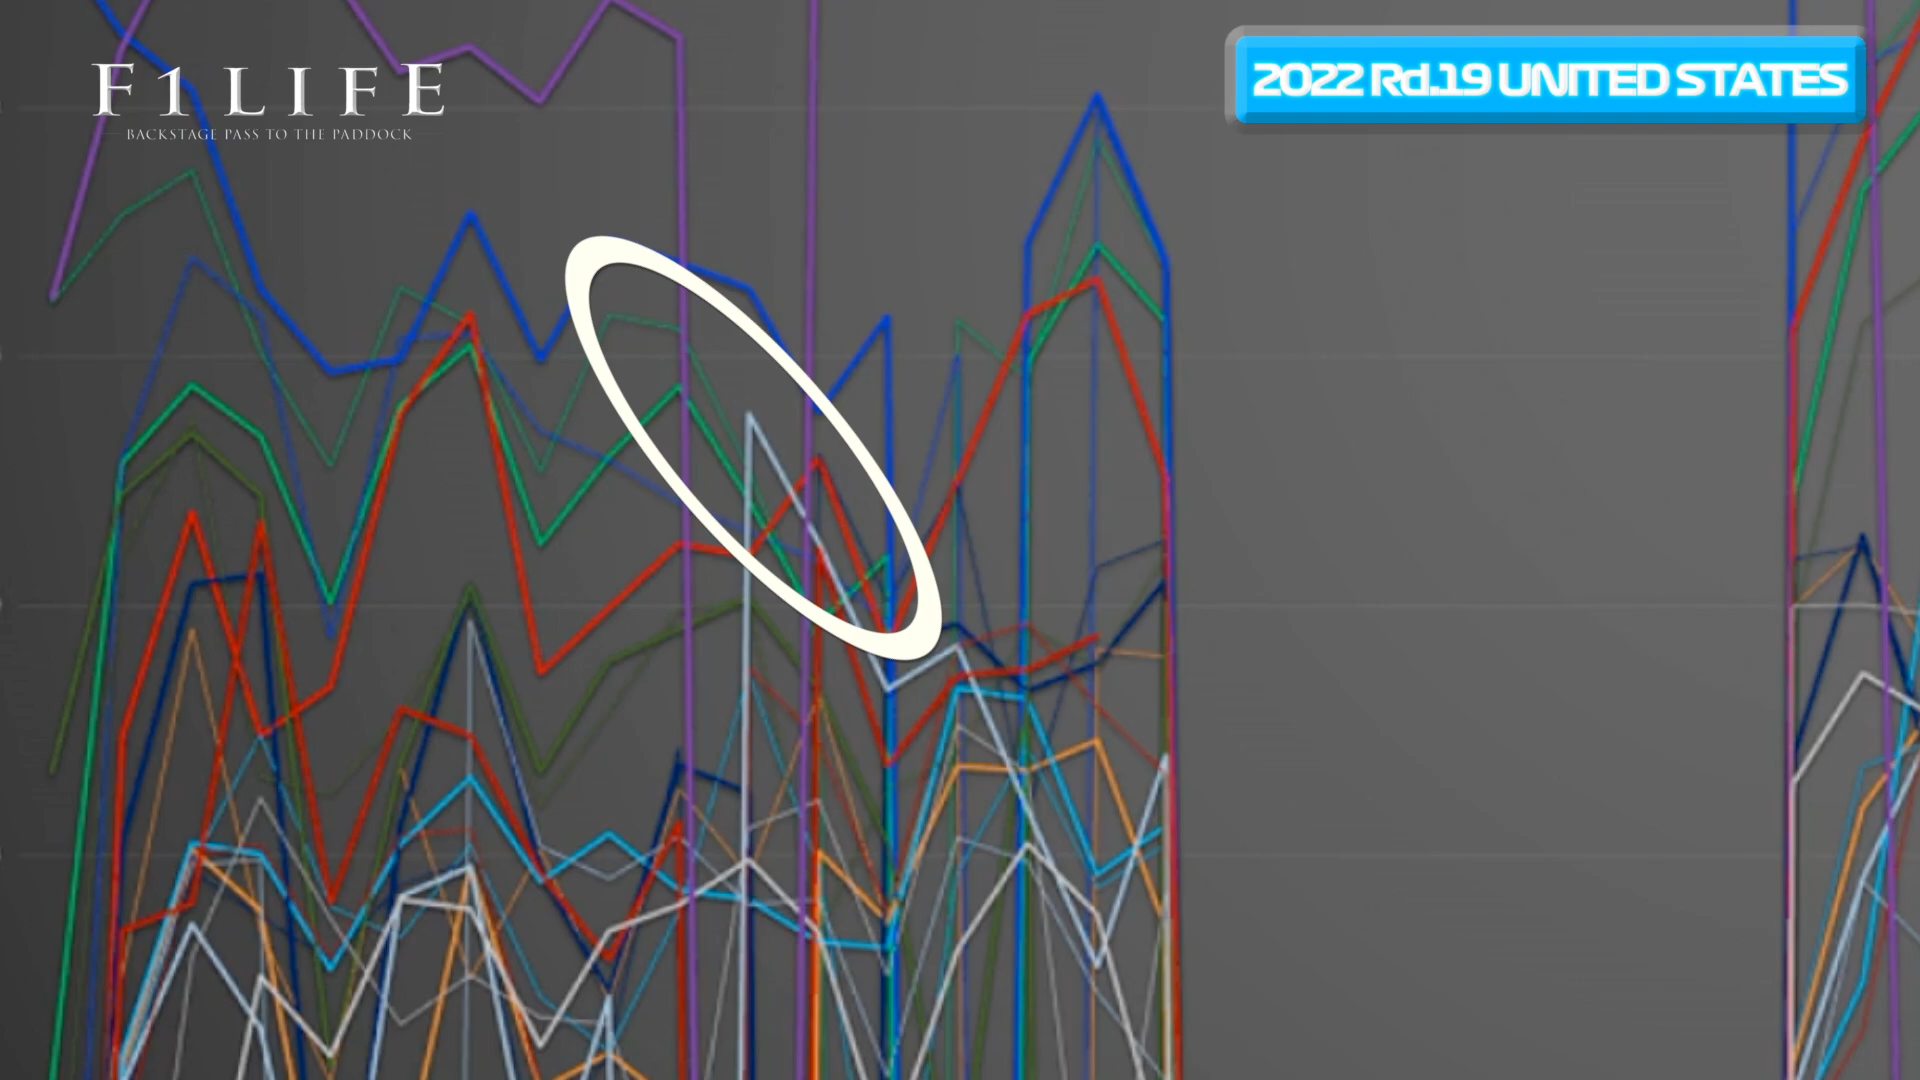 F1LIFE
BACKSTAGE PASS TO THE PADDOCK
2022 Rd.19 UNITED STATES